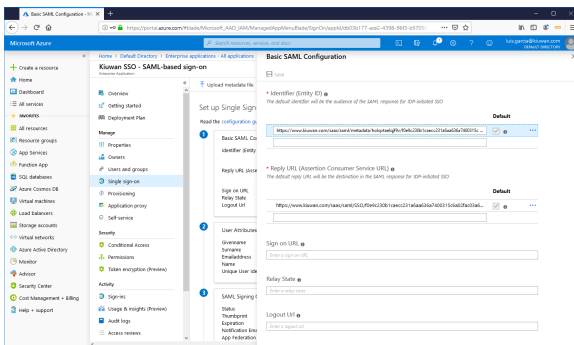 Basic SAML Configuration - M
https://portal.azure.com/#blade/Microsoft_AAD_IAM/ManagedAppMenuBlade/SignOn/appId/
Microsoft Azure
Search resources, services, and docs
luis.garcia@kiuwan.com
DEFAULT DIRECTORY
Create a resource
Home
Dashboard
All services
FAVORITES
All resources
Resource groups
App Services
Function App
SQL databases
Azure Cosmos DB
Virtual machines
Load balancers
Storage accounts
Virtual networks
Azure Active Directory
Monitor
Advisor
Security Center
Cost Management + Billing
Help + support
Home > Default Directory > Enterprise applications - All applications
Kiuwan SSO - SAML-based sign-on
Enterprise Application
Overview
Getting started
Deployment Plan
Manage
Properties
Owners
Users and groups
Single sign-on
Provisioning
Application proxy
Self-service
Security
Conditional Access
Permissions
Token encryption (Preview)
Activity
Sign-ins
Usage & insights (Preview)
Audit logs
Access reviews
Upload metadata file
Set up Single Sign
Read the configuration gu
1
Basic SAML Co
Identifier (Entity
Reply URL (Asse
Sign on URL
Relay State
Logout Url
2
User Attributes
Givenname
Surname
Emailaddress
Name
Unique User Ide
3
SAML Signing C
Status
Thumbprint
Expiration
Notification Ema
App Federation
Basic SAML Configuration
Save
* Identifier (Entity ID)
The default identifier will be the audience of the SAML response for IDP-initiated SSO
Default
* Reply URL (Assertion Consumer Service URL)
The default reply URL will be the destination in the SAML response for IDP-initiated SSO
Default
Sign on URL
Enter a sign on URL
Relay State
Enter a relay state
Logout Url
Enter a logout url